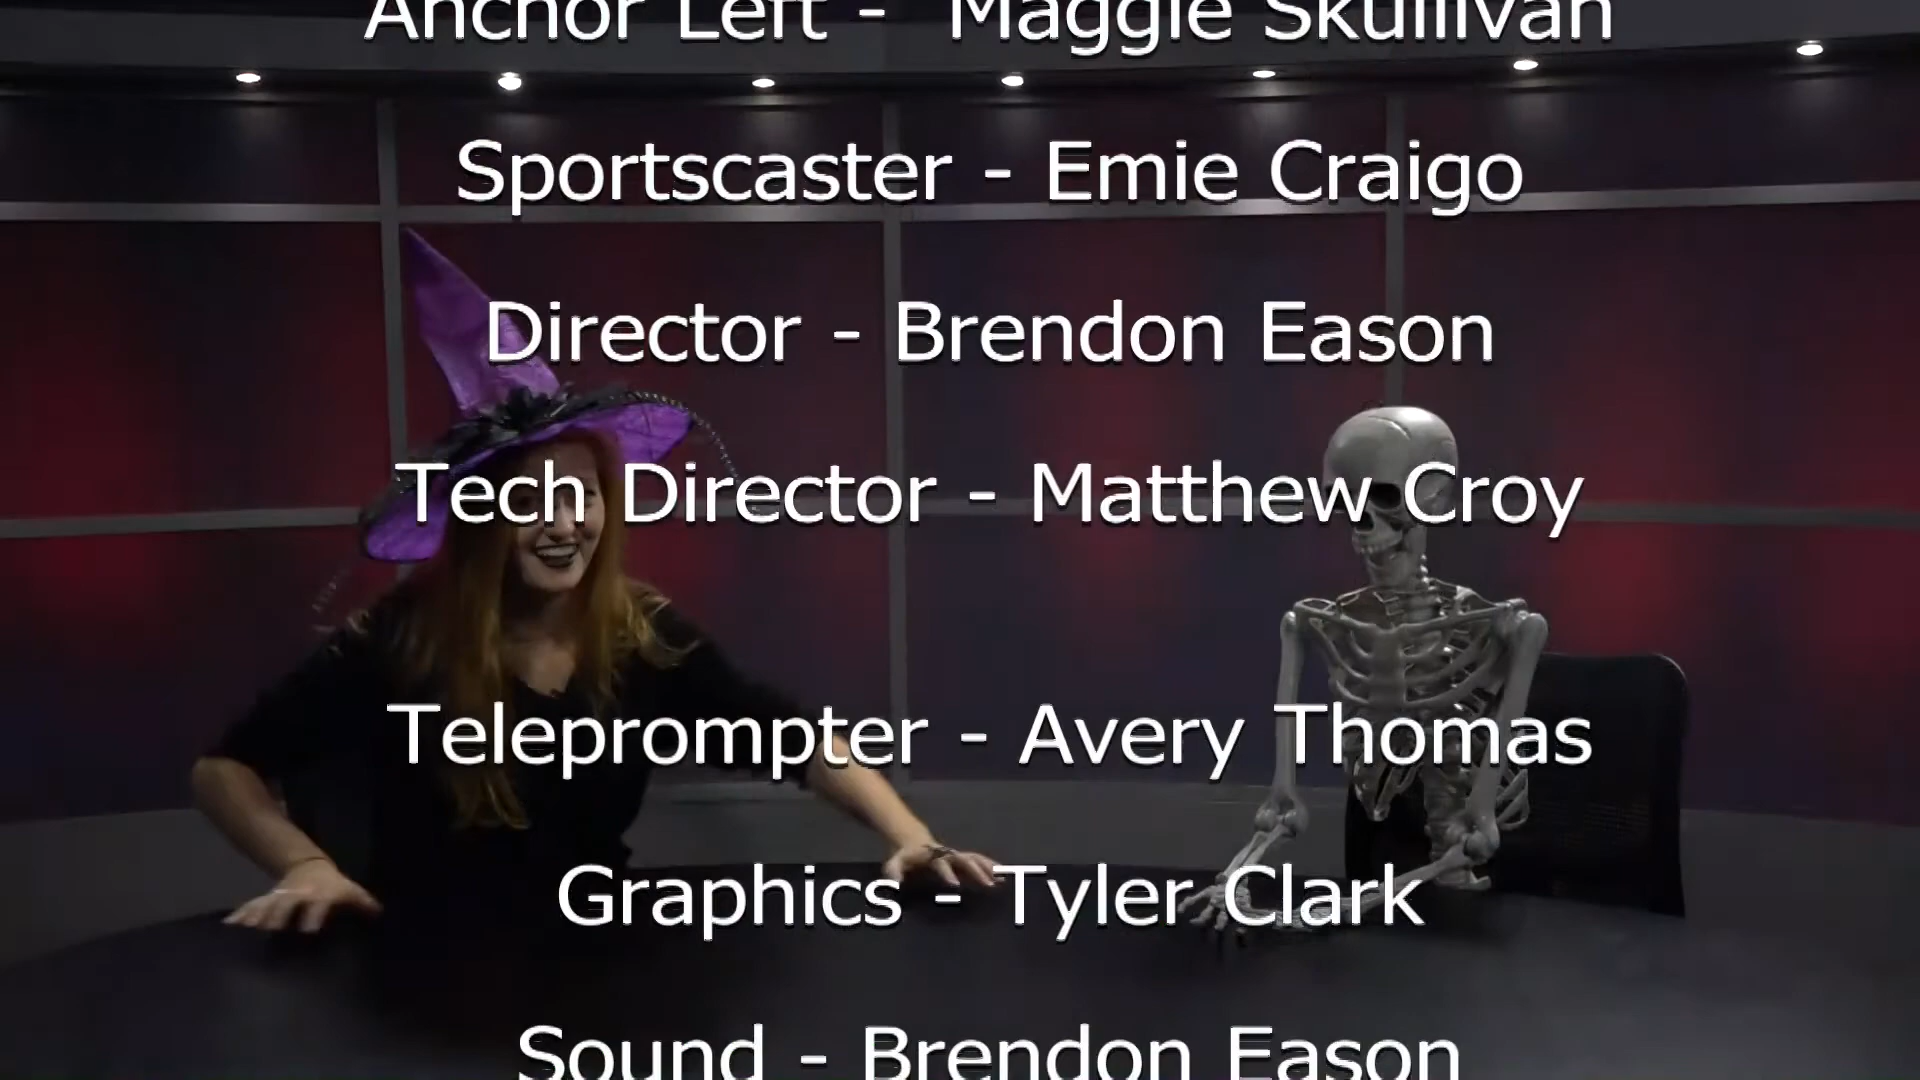 Anchor Left - Maggie Skullivan
Sportscaster - Emie Craigo
Director - Brendon Eason
Tech Director - Matthew Croy
Teleprompter - Avery Thomas
Graphics - Tyler Clark
Sound - Brendon Eason